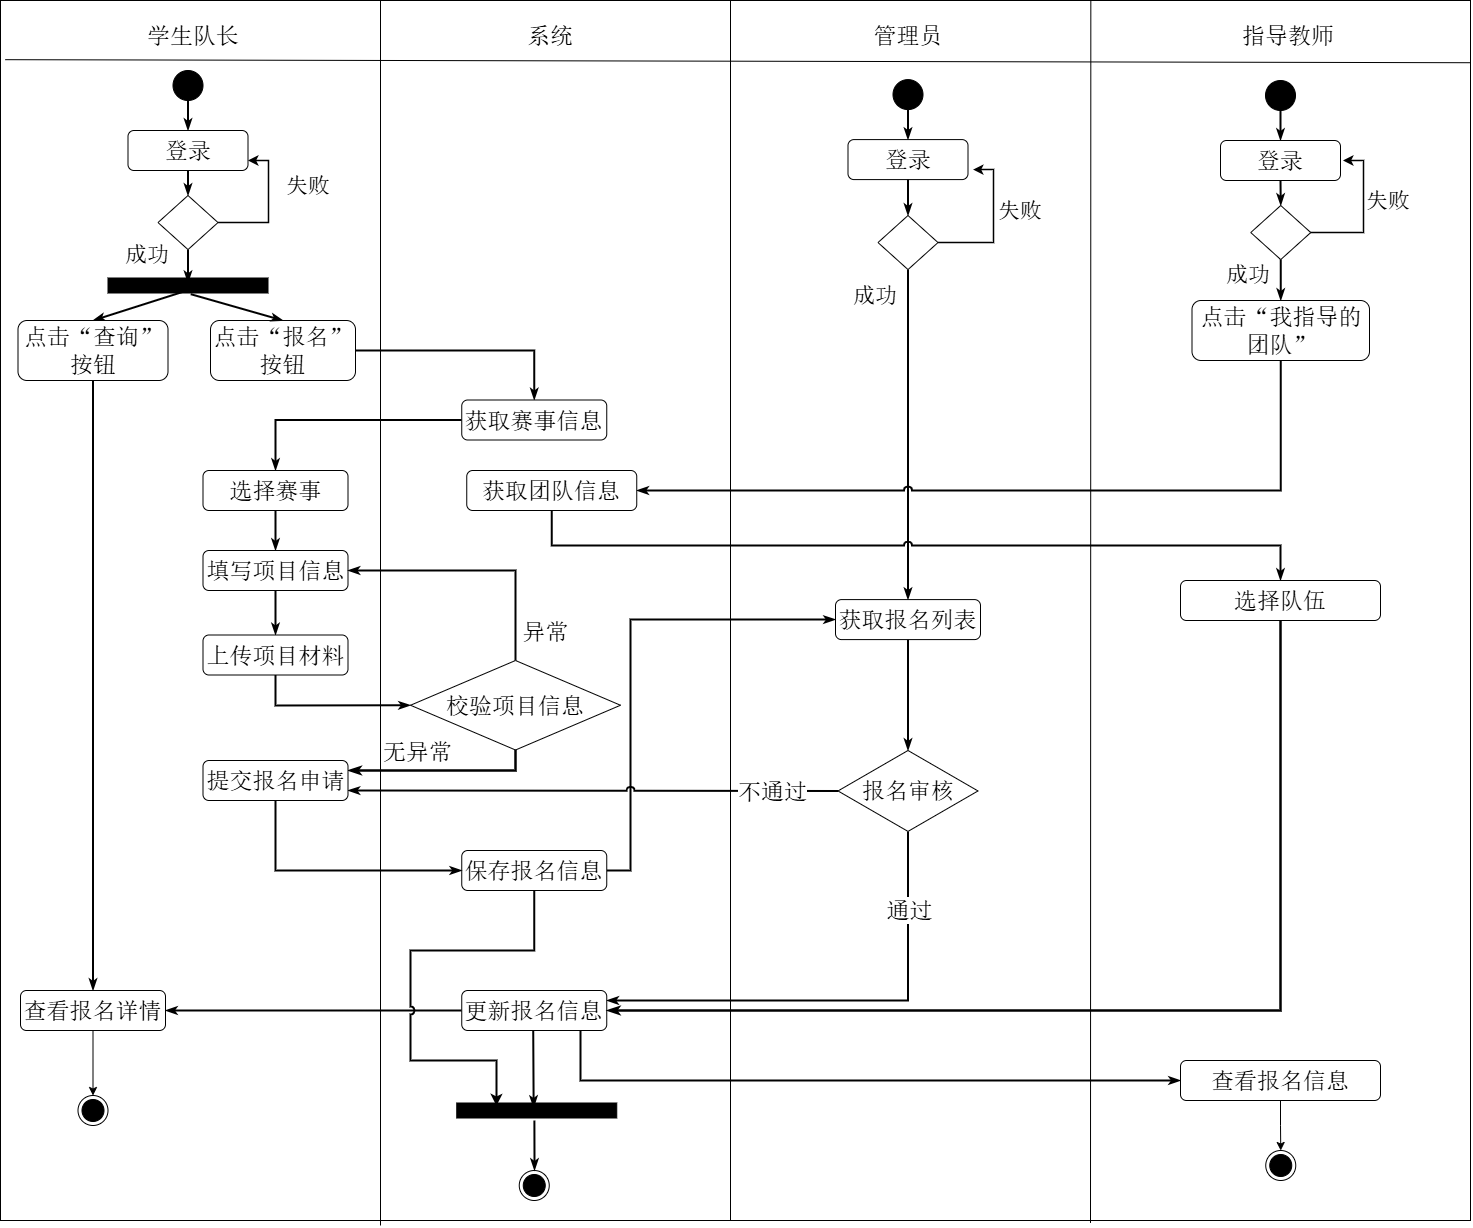 学生队长
系统
管理员
指导教师
登录
失败
成功
登录
失败
成功
登录
失败
成功
点击“查询”
按钮
点击“报名”
按钮
点击“我指导的
团队”
获取赛事信息
选择赛事
获取团队信息
填写项目信息
选择队伍
获取报名列表
异常
上传项目材料
校验项目信息
无异常
提交报名申请
不通过
报名审核
保存报名信息
通过
查看报名详情
更新报名信息
查看报名信息